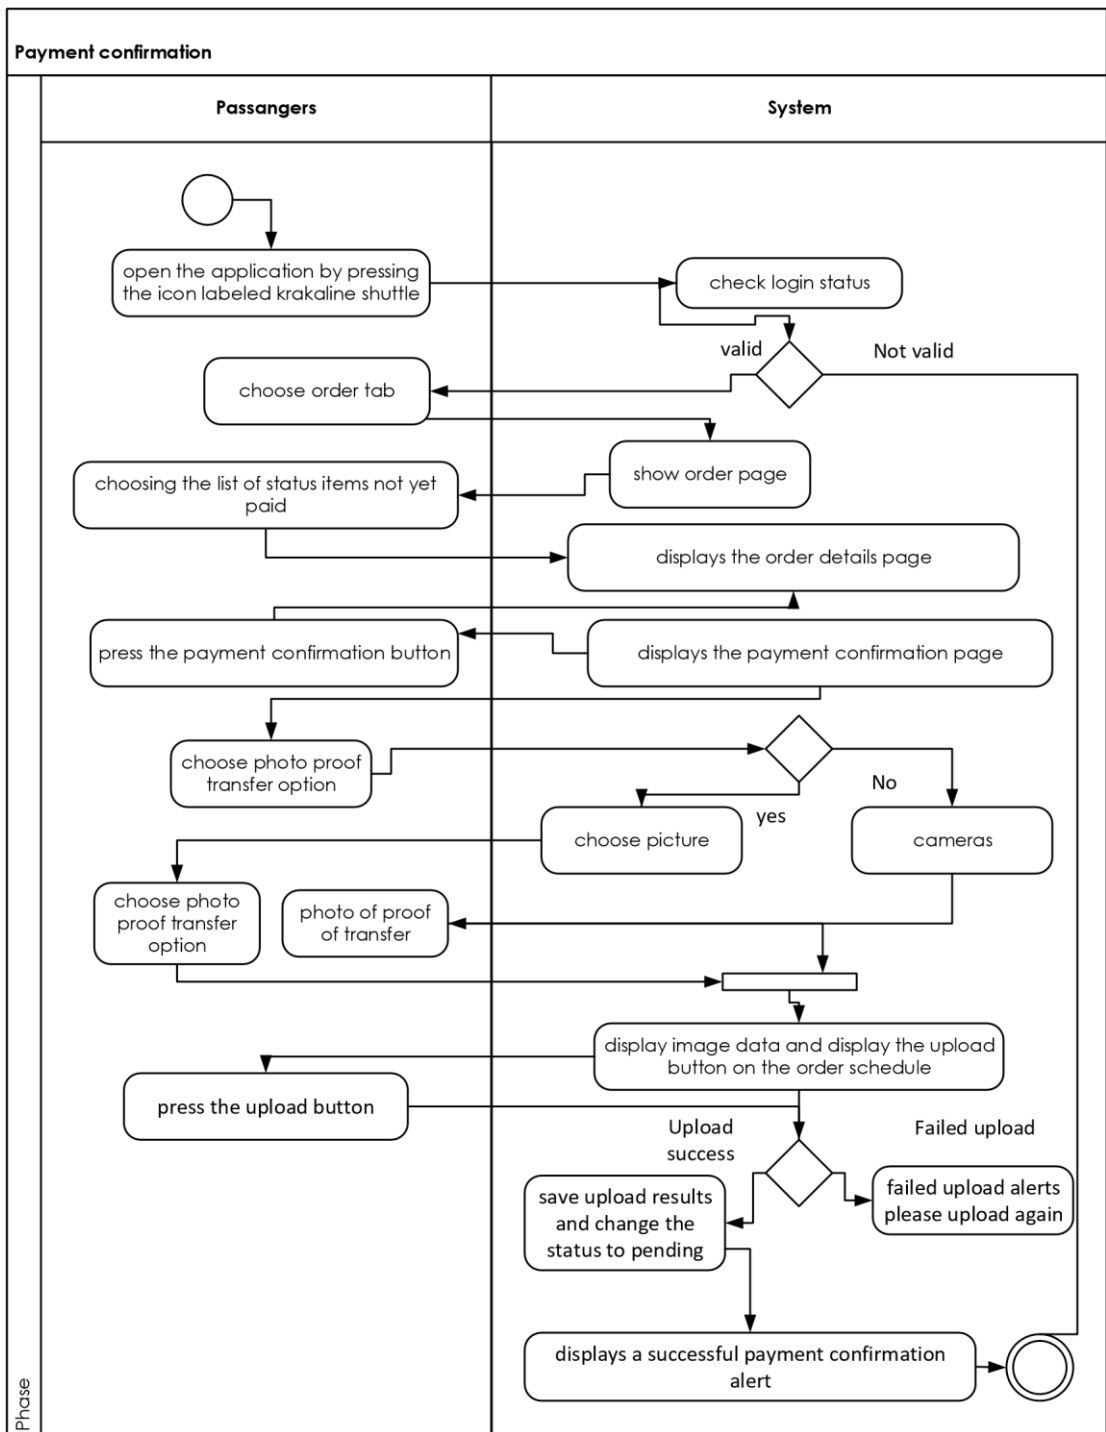 Payment confirmation
Passangers
System
open the application by pressing
the icon labeled krakaline shuttle
check login status
valid
Not valid
choose order tab
show order page
choosing the list of status items not yet
paid
displays the order details page
press the payment confirmation button
displays the payment confirmation page
choose photo proof
transfer option
No
yes
choose picture
cameras
choose photo
proof transfer
option
photo of proof
of transfer
display image data and display the upload
button on the order schedule
press the upload button
Upload
success
Failed upload
save upload results
and change the
status to pending
failed upload alerts
please upload again
displays a successful payment confirmation
alert
Phase